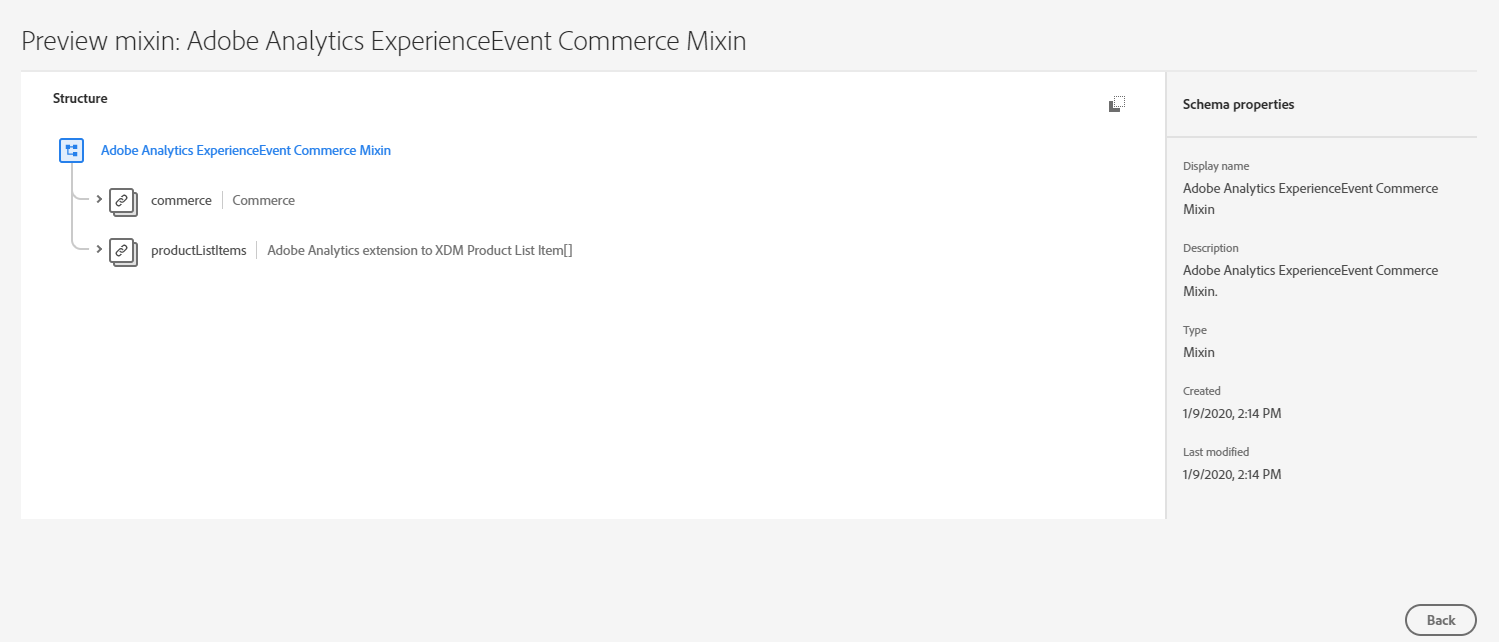 Preview mixin: Adobe Analytics ExperienceEvent Commerce Mixin
Structure
Adobe Analytics ExperienceEvent Commerce Mixin
commerce Commerce
productListItems Adobe Analytics extension to XDM Product List Item[]
Schema properties
Display name
Adobe Analytics ExperienceEvent Commerce
Mixin
Description
Adobe Analytics ExperienceEvent Commerce
Mixin.
Type
Mixin
Created
1/9/2020, 2:14 PM
Last modified
1/9/2020, 2:14 PM
Back